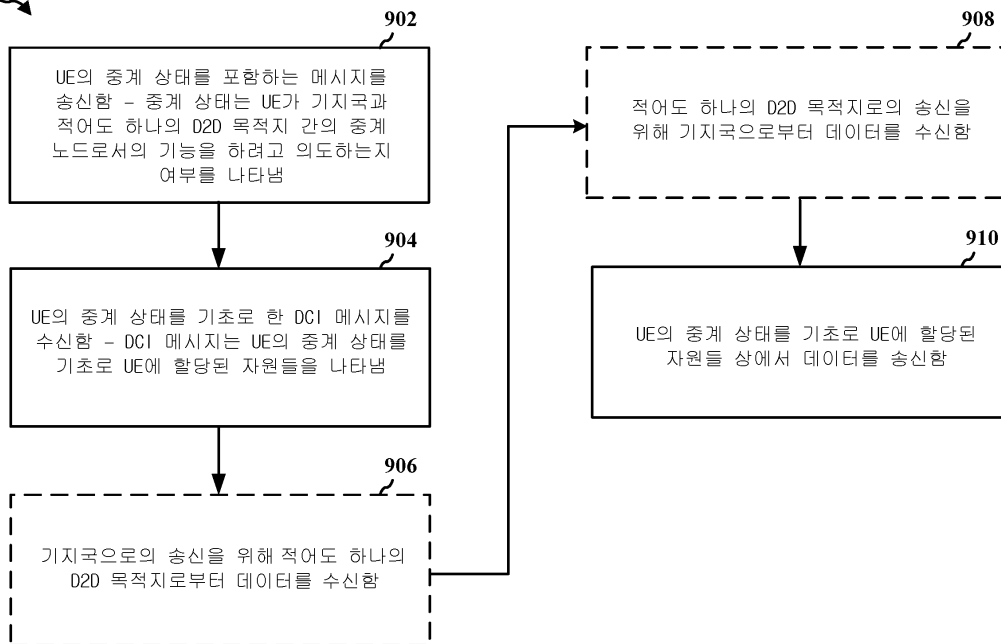 902
UE의 중계 상태를 포함하는 메시지를
송신함 – 중계 상태는 UE가 기지국과
적어도 하나의 D2D 목적지 간의 중계
노드로서의 기능을 하려고 의도하는지
여부를 나타냄
904
UE의 중계 상태를 기초로 한 DCI 메시지를
수신함 – DCI 메시지는 UE의 중계 상태를
기초로 UE에 할당된 자원들을 나타냄
906
기지국으로의 송신을 위해 적어도 하나의
D2D 목적지로부터 데이터를 수신함
908
적어도 하나의 D2D 목적지로의 송신을
위해 기지국으로부터 데이터를 수신함
910
UE의 중계 상태를 기초로 UE에 할당된
자원들 상에서 데이터를 송신함